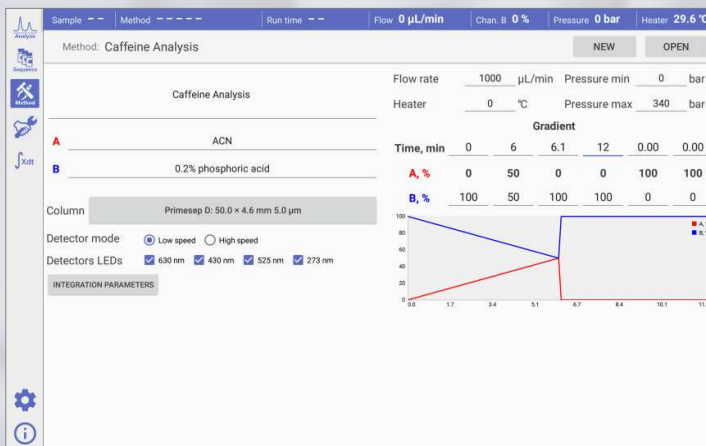 Sample -- Method ----- Run time -- Flow 0 µL/min Chan. B 0 % Pressure 0 bar Heater 29.6 °C
Analysis
Method: Caffeine Analysis NEW OPEN
Sequence
Flow rate 1000 µL/min Pressure min 0 bar
Caffeine Analysis
Method
Heater 0 °C Pressure max 340 bar
Gradient
A ACN
Time, min 0 6 6.1 12 0.00 0.00
∫xdt
B 0.2% phosphoric acid
A, % 0 50 0 0 100 100
B, % 100 50 100 100 0 0
Column Primesep D: 50.0 × 4.6 mm 5.0 µm
Detector mode Low speed High speed
Detectors LEDs 630 nm 430 nm 525 nm 273 nm
INTEGRATION PARAMETERS
100
80
60
40
20
0
A,
B,
0.0 1.7 3.4 5.1 6.7 8.4 10.1